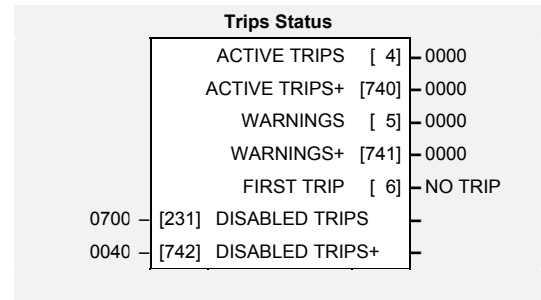 Trips Status
ACTIVE TRIPS [ 4] – 0000
ACTIVE TRIPS+ [740] – 0000
WARNINGS [ 5] – 0000
WARNINGS+ [741] – 0000
FIRST TRIP [ 6] – NO TRIP
0700 – [231] DISABLED TRIPS –
0040 – [742] DISABLED TRIPS+ –